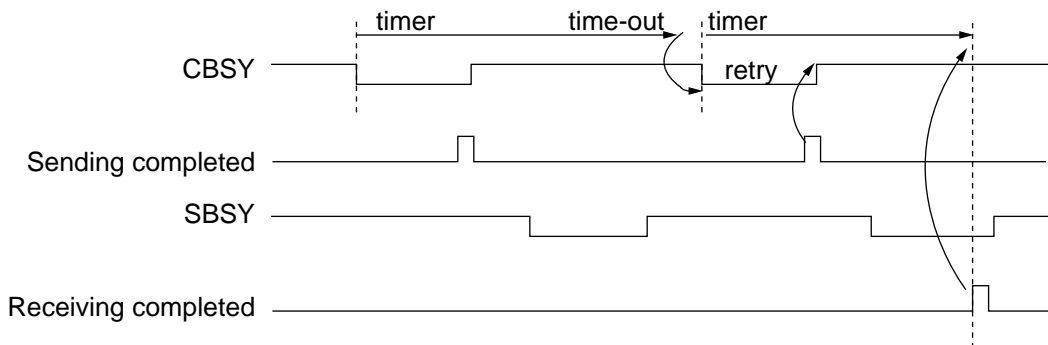 timer time-out timer
CBSY retry
Sending completed
SBSY
Receiving completed